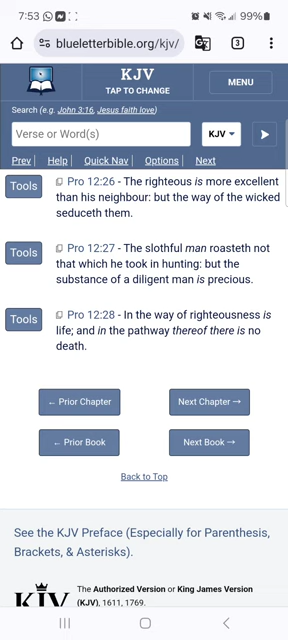 7:53
99%
blueletterbible.org/kjv/
3
KJV
TAP TO CHANGE
MENU
Search (e.g. John 3:16, Jesus faith love)
Verse or Word(s)
KJV
Prev | Help | Quick Nav | Options | Next
Tools
Pro 12:26 - The righteous is more excellent
than his neighbour: but the way of the wicked
seduceth them.
Tools
Pro 12:27 - The slothful man roasteth not
that which he took in hunting: but the
substance of a diligent man is precious.
Tools
Pro 12:28 - In the way of righteousness is
life; and in the pathway thereof there is no
death.
← Prior Chapter
Next Chapter →
← Prior Book
Next Book →
Back to Top
See the KJV Preface (Especially for Parenthesis,
Brackets, & Asterisks).
KJV
The Authorized Version or King James Version
(KJV), 1611, 1769.